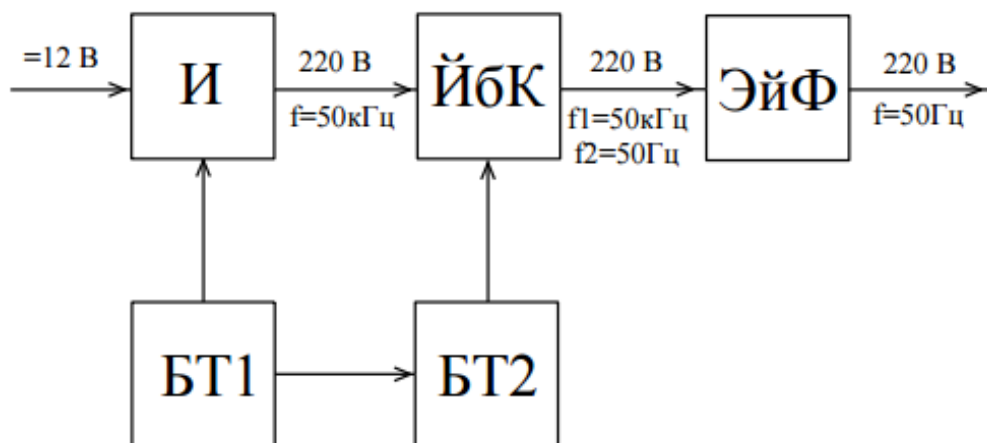 =12 В
И
220 В
f=50кГц
ЙбК
220 В
f1=50кГц
f2=50Гц
ЭйФ
220 В
f=50Гц
БТ1
БТ2